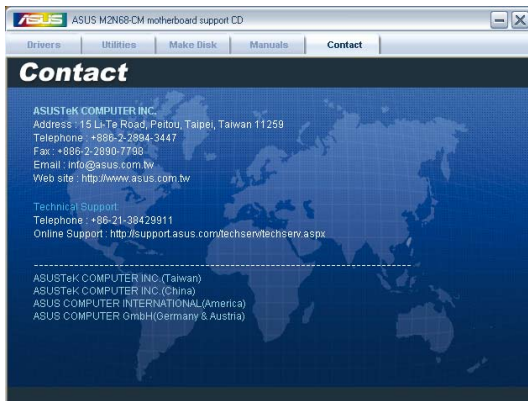 ASUS ASUS M2N68-CM motherboard support CD
Drivers Utilities Make Disk Manuals Contact
Contact
ASUSTeK COMPUTER INC.
Address : 15 Li-Te Road, Peitou, Taipei, Taiwan 11259
Telephone : +886-2-2894-3447
Fax : +886-2-2890-7798
Email : info@asus.com.tw
Web site : http://www.asus.com.tw
Technical Support
Telephone : +86-21-38429911
Online Support : http://support.asus.com/techserv/techserv.aspx
ASUSTeK COMPUTER INC.(Taiwan)
ASUSTeK COMPUTER INC.(China)
ASUS COMPUTER INTERNATIONAL(America)
ASUS COMPUTER GmbH(Germany & Austria)